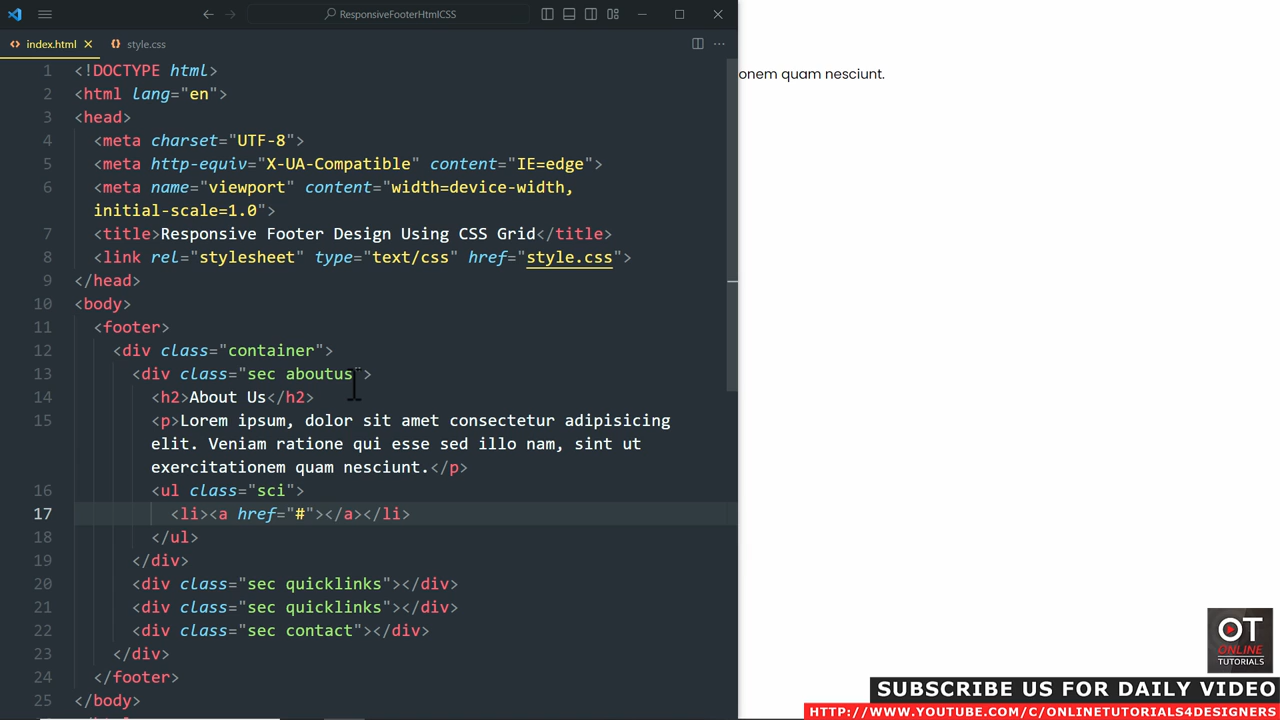 ResponsiveFooterHtmlCSS
index.html
style.css
onem quam nesciunt.
1 <!DOCTYPE html>
2 <html lang="en">
3 <head>
4 <meta charset="UTF-8">
5 <meta http-equiv="X-UA-Compatible" content="IE=edge">
6 <meta name="viewport" content="width=device-width,
initial-scale=1.0">
7 <title>Responsive Footer Design Using CSS Grid</title>
8 <link rel="stylesheet" type="text/css" href="style.css">
9 </head>
10 <body>
11 <footer>
12 <div class="container">
13 <div class="sec aboutus">
14 <h2>About Us</h2>
15 <p>Lorem ipsum, dolor sit amet consectetur adipisicing
elit. Veniam ratione qui esse sed illo nam, sint ut
exercitationem quam nesciunt.</p>
16 <ul class="sci">
17 <li><a href="#"></a></li>
18 </ul>
19 </div>
20 <div class="sec quicklinks"></div>
21 <div class="sec quicklinks"></div>
22 <div class="sec contact"></div>
23 </div>
24 </footer>
25 </body>
OT
ONLINE
TUTORIALS
SUBSCRIBE US FOR DAILY VIDEO
HTTP://WWW.YOUTUBE.COM/C/ONLINETUTORIALS4DESIGNERS